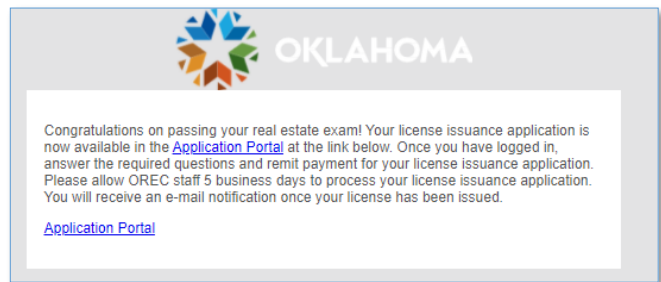 OKLAHOMA
Congratulations on passing your real estate exam! Your license issuance application is
now available in the Application Portal at the link below. Once you have logged in,
answer the required questions and remit payment for your license issuance application.
Please allow OREC staff 5 business days to process your license issuance application.
You will receive an e-mail notification once your license has been issued.
Application Portal